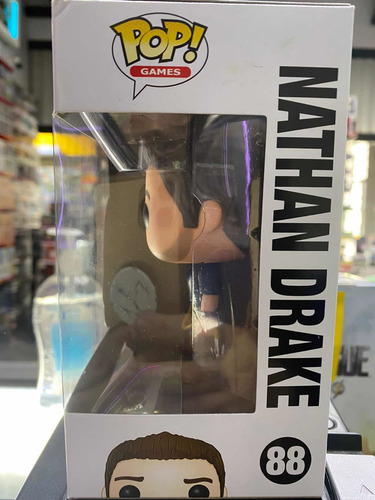 POP!
GAMES
NATHAN DRAKE
88